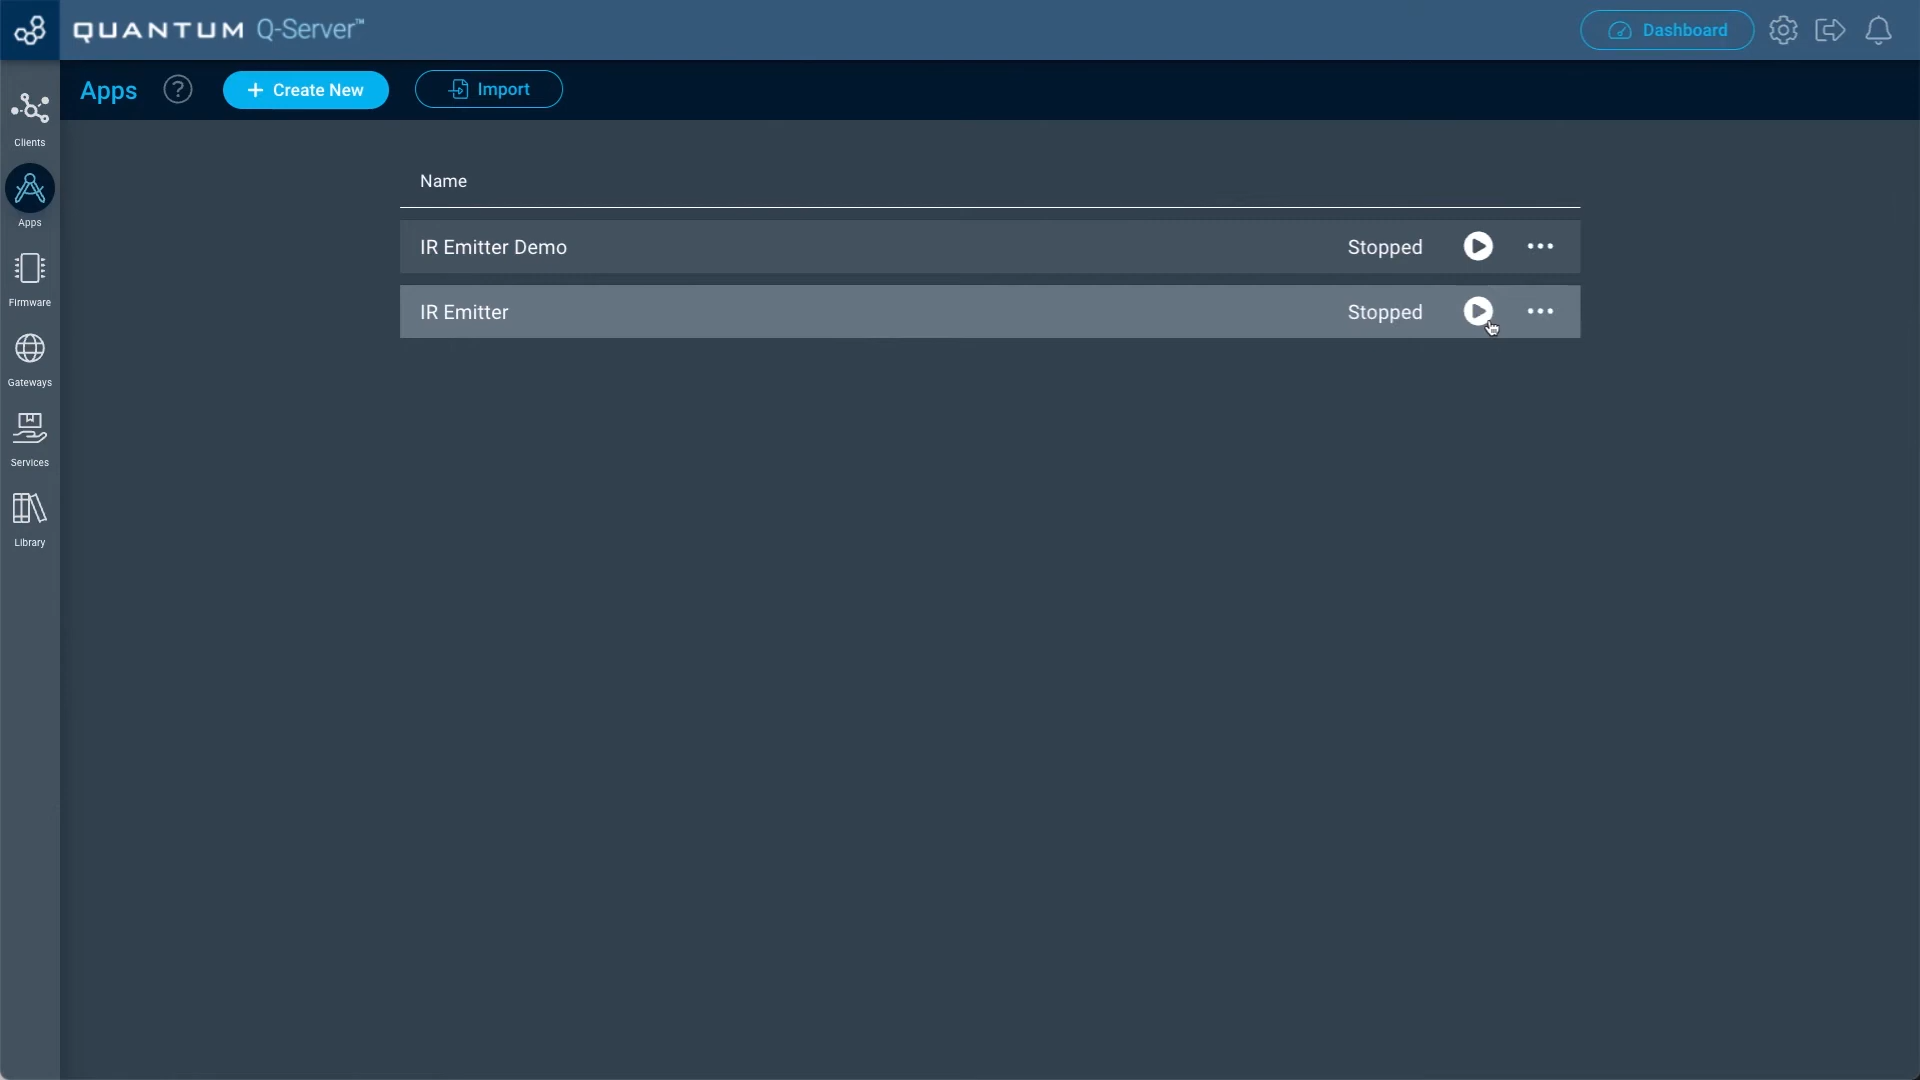 QUANTUM Q-Server™
Dashboard
Apps
?
+ Create New
Import
Clients
Apps
Firmware
Gateways
Services
Library
Name
IR Emitter Demo Stopped
IR Emitter Stopped